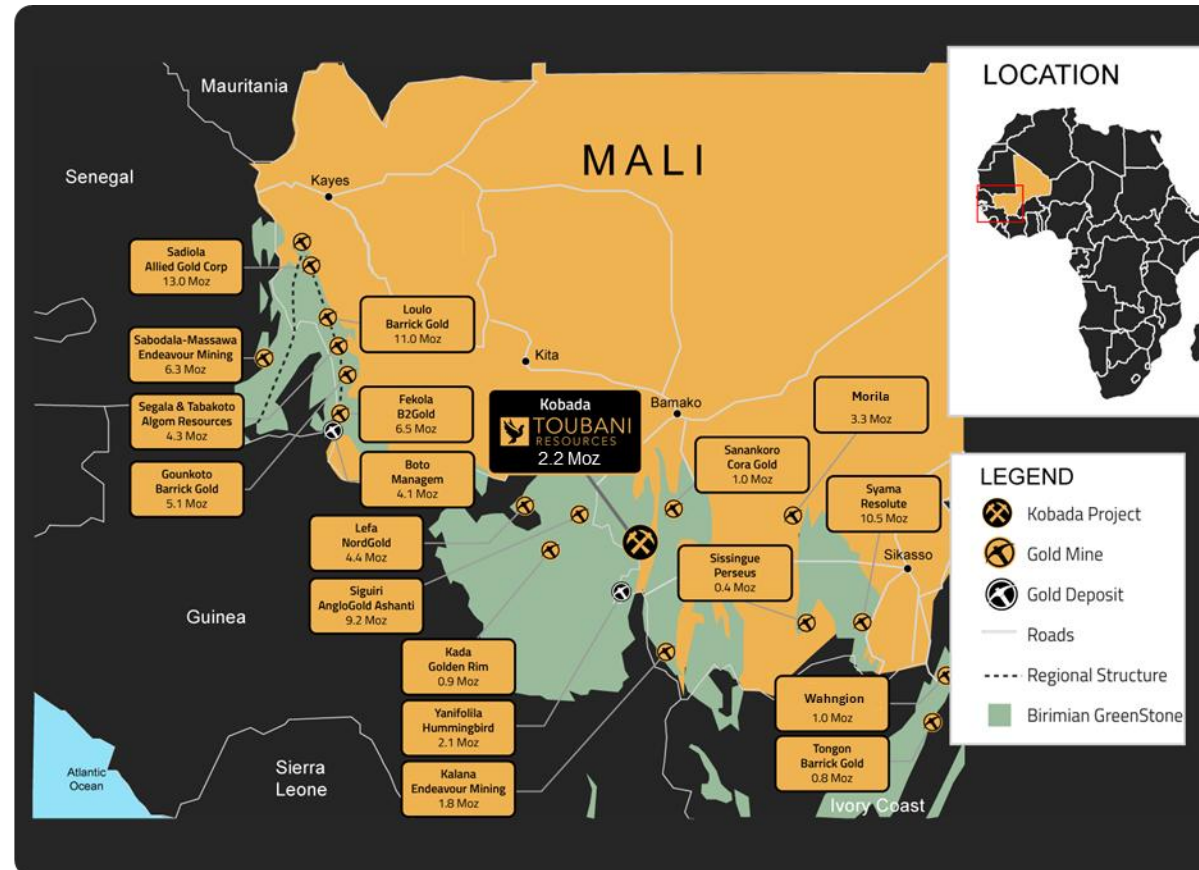 Mauritania
Senegal
MALI
Kayes
Sadiola
Allied Gold Corp
13.0 Moz
Loulo
Barrick Gold
11.0 Moz
Sabodala-Massawa
Endeavour Mining
6.3 Moz
Kita
Segala & Tabakoto
Algom Resources
4.3 Moz
Fekola
B2Gold
6.5 Moz
Kobada
TOUBANI
RESOURCES
2.2 Moz
Bamako
Morila
3.3 Moz
Gounkoto
Barrick Gold
5.1 Moz
Boto
Managem
4.1 Moz
Sanankoro
Cora Gold
1.0 Moz
Syama
Resolute
10.5 Moz
Lefa
NordGold
4.4 Moz
Sissingue
Perseus
0.4 Moz
Sikasso
Siguiri
AngloGold Ashanti
9.2 Moz
Guinea
Kada
Golden Rim
0.9 Moz
Yanifolila
Hummingbird
2.1 Moz
Wahngion
1.0 Moz
Kalana
Endeavour Mining
1.8 Moz
Tongon
Barrick Gold
0.8 Moz
Atlantic
Ocean
Sierra
Leone
Ivory Coast
LOCATION
LEGEND
Kobada Project
Gold Mine
Gold Deposit
Roads
Regional Structure
Birimian GreenStone